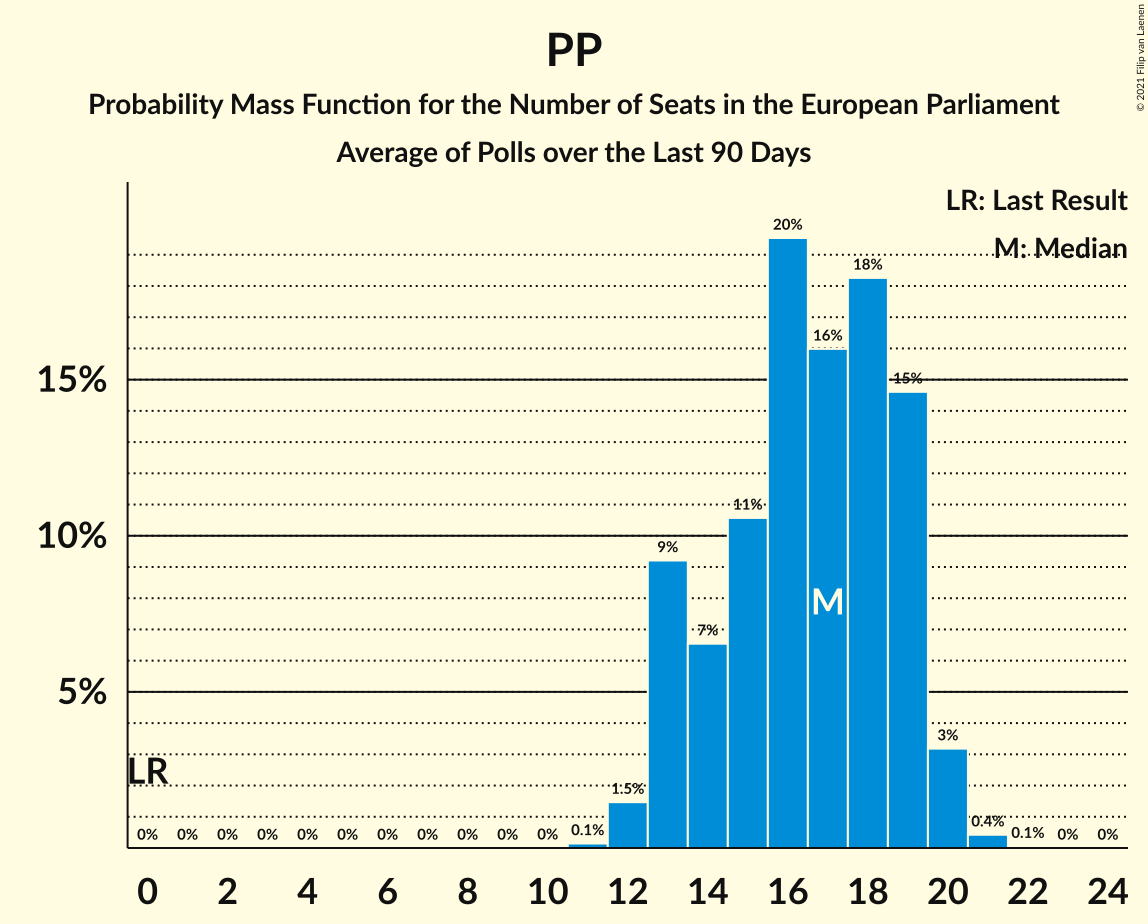 PP
Probability Mass Function for the Number of Seats in the European Parliament
Average of Polls over the Last 90 Days
© 2021 Filip van Laenen
LR: Last Result
M: Median
20%
18%
16%
15%
15%
11%
10%
9%
M
7%
5%
3%
LR
1.5%
0% 0% 0% 0% 0% 0% 0% 0% 0% 0% 0% 0.1% 0.4% 0.1% 0% 0%
0 2 4 6 8 10 12 14 16 18 20 22 24